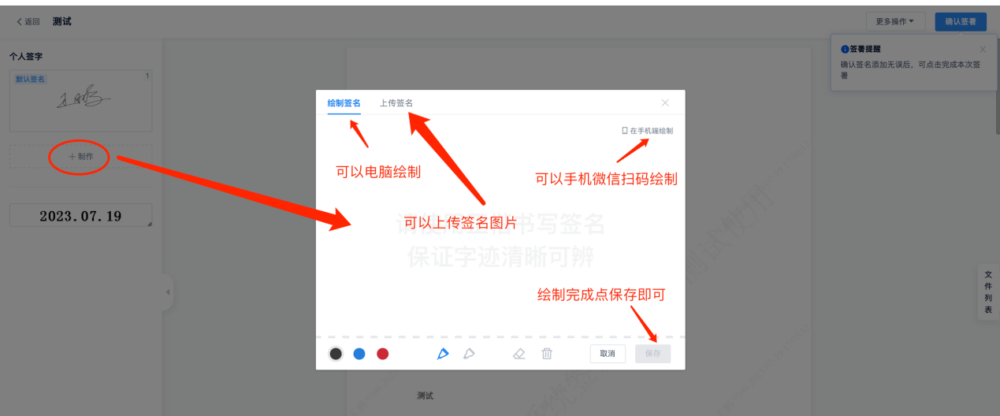 返回 测试
更多操作
确认签署
个人签字
默认签名
1
制作
2023.07.19
签署提醒
确认签名添加无误后，可点击完成本次签
署
绘制签名 上传签名
在手机端绘制
可以电脑绘制
可以手机微信扫码绘制
可以上传签名图片
书写签名
保证字迹清晰可辨
绘制完成点保存即可
取消
保存
测试
文件列表